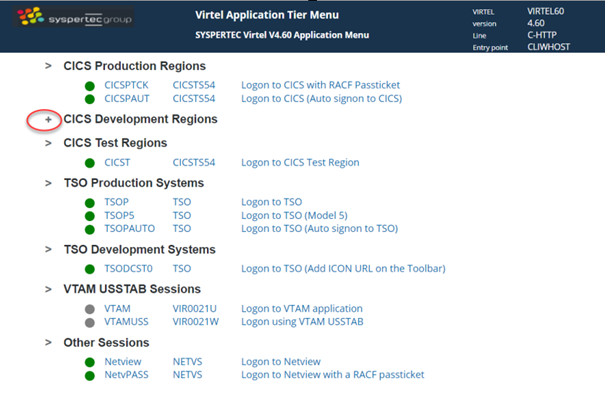 syspertecgroup
Virtel Application Tier Menu
SYSPERTEC Virtel V4.60 Application Menu
VIRTEL VIRTEL60
version 4.60
Line C-HTTP
Entry point CLIWHOST
> CICS Production Regions
CICSPTCK CICSTS54 Logon to CICS with RACF Passticket
CICSPAUT CICSTS54 Logon to CICS (Auto signon to CICS)
+ CICS Development Regions
> CICS Test Regions
CICST CICSTS54 Logon to CICS Test Region
> TSO Production Systems
TSOP TSO Logon to TSO
TSOP5 TSO Logon to TSO (Model 5)
TSOPAUTO TSO Logon to TSO (Auto signon to TSO)
> TSO Development Systems
TSODCST0 TSO Logon to TSO (Add ICON URL on the Toolbar)
> VTAM USSTAB Sessions
VTAM VIR0021U Logon to VTAM application
VTAMUSS VIR0021W Logon using VTAM USSTAB
> Other Sessions
Netview NETVS Logon to Netview
NetvPASS NETVS Logon to Netview with a RACF passticket